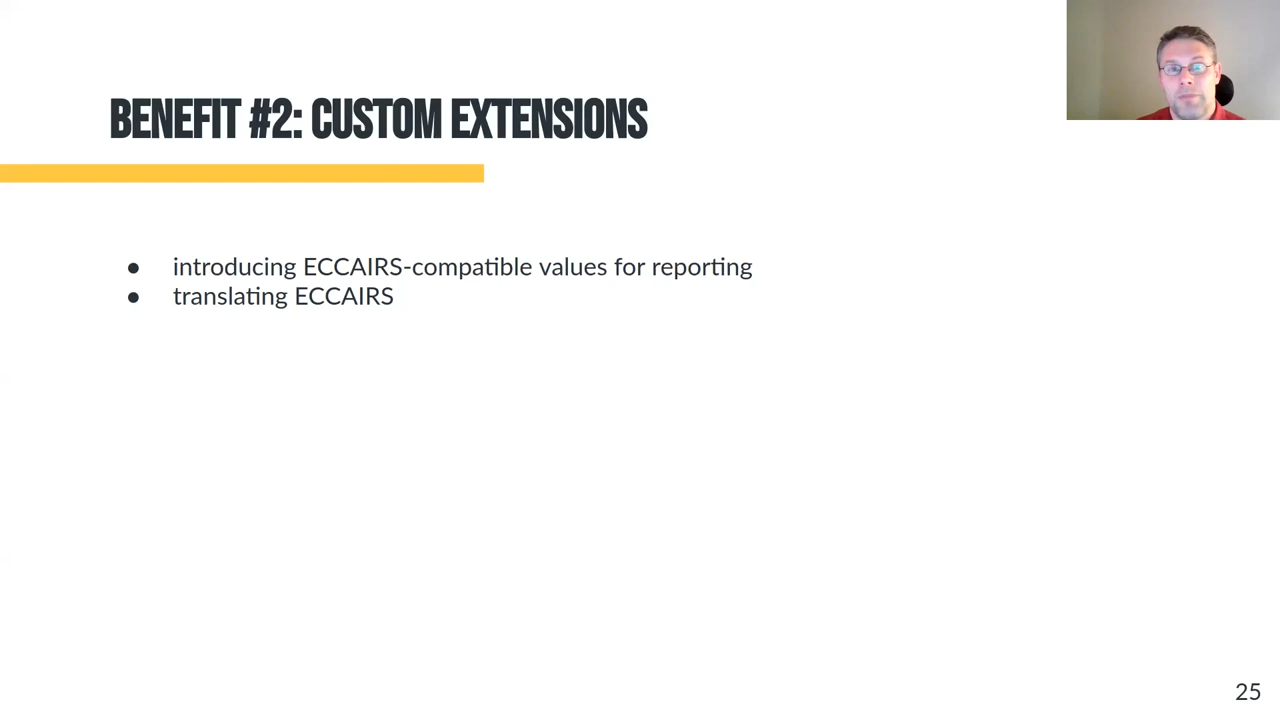 BENEFIT #2: CUSTOM EXTENSIONS
● introducing ECCAIRS-compatible values for reporting
● translating ECCAIRS
25